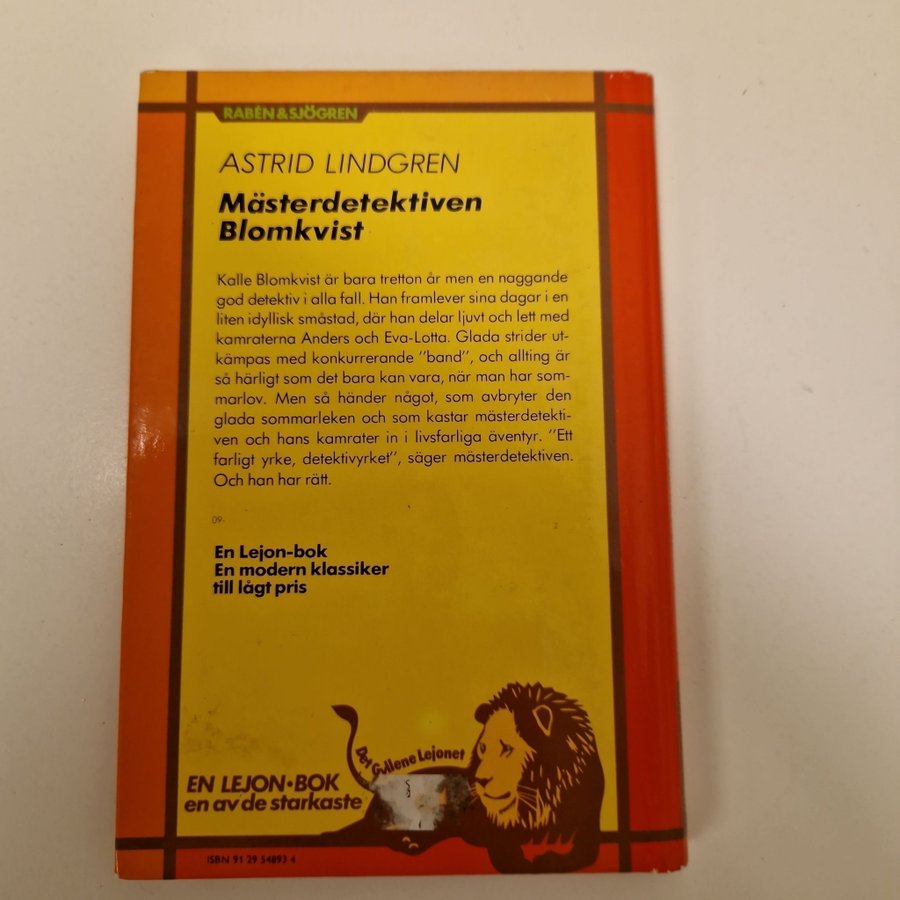 RABÉN & SJÖGREN
ASTRID LINDGREN
Mästerdetektiven
Blomkvist
Kalle Blomkvist är bara tretton år men en naggande
god detektiv i alla fall. Han framlever sina dagar i en
liten idyllisk småstad, där han delar ljuvt och lett med
kamraterna Anders och Eva-Lotta. Glada strider ut-
kämpas med konkurrerande "band", och allting är
så härligt som det bara kan vara, när man har som-
marlov. Men så händer något, som avbryter den
glada sommarleken och som kastar mästerdetekti-
ven och hans kamrater in i livsfarliga äventyr. "Ett
farligt yrke, detektivyrket", säger mästerdetektiven.
Och han har rätt.
09-
En Lejon-bok
En modern klassiker
till lågt pris
Det Gyllene Lejonet
EN LEJON•BOK
en av de starkaste
ISBN 91 29 54893 4